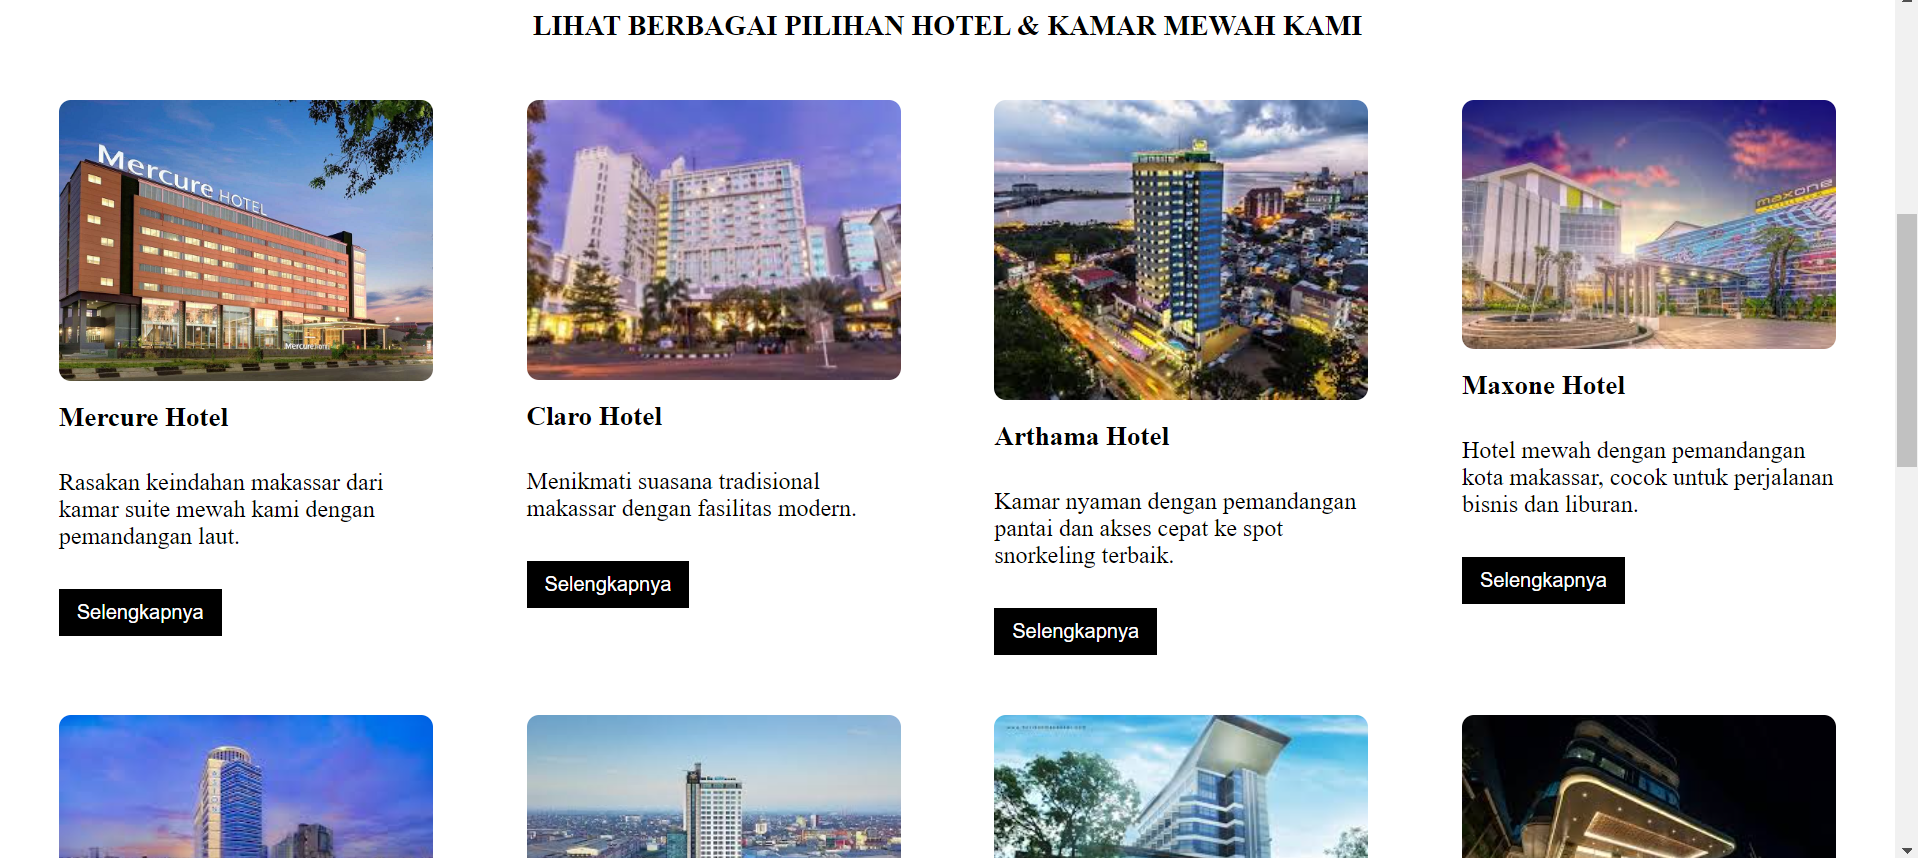 LIHAT BERBAGAI PILIHAN HOTEL & KAMAR MEWAH KAMI
Mercure HOTEL
Mercure
maxone
Mercure Hotel
Rasakan keindahan makassar dari
kamar suite mewah kami dengan
pemandangan laut.
Selengkapnya
Claro Hotel
Menikmati suasana tradisional
makassar dengan fasilitas modern.
Selengkapnya
Arthama Hotel
Kamar nyaman dengan pemandangan
pantai dan akses cepat ke spot
snorkeling terbaik.
Selengkapnya
Maxone Hotel
Hotel mewah dengan pemandangan
kota makassar, cocok untuk perjalanan
bisnis dan liburan.
Selengkapnya